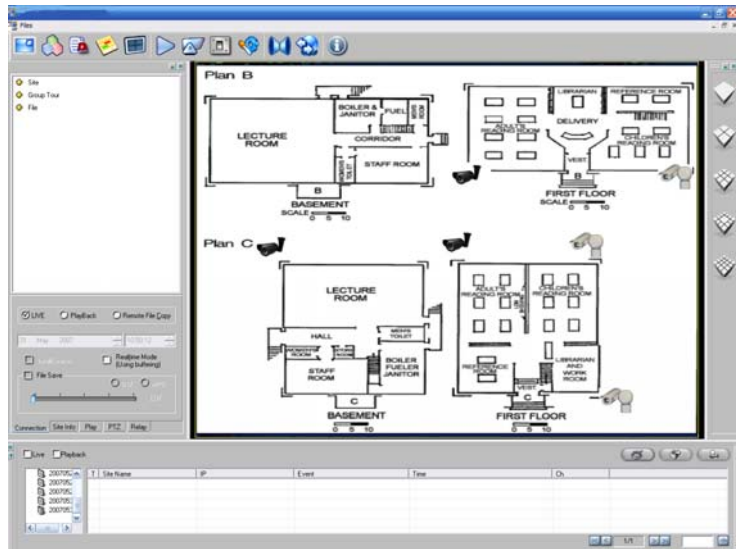 Files
Site
Group Tour
File
LIVE
PlayBack
Remote File Copy
2007
Realtime Mode
(Using buffering)
File Save
Connection
Site Info
Play
PTZ
Relay
Plan B
LECTURE
ROOM
BOILER &
JANITOR
FUEL
CORRIDOR
STAFF ROOM
TOILET
B
BASEMENT
SCALE
0 5 10
LIBRARIAN
REFERENCE ROOM
DELIVERY
ADULT'S
READING ROOM
CHILDREN'S
READING ROOM
VEST.
B
FIRST FLOOR
SCALE
0 5 10
Plan C
LECTURE
ROOM
HALL
MEN'S
TOILET
STAFF
ROOM
BOILER
FUELER
JANITOR
C
BASEMENT
0 5 10
ADULT'S
READING ROOM
CHILDREN'S
READING ROOM
REFERENCE
ROOM
LIBRARIAN
AND
WORK
ROOM
VEST.
C
FIRST FLOOR
0 5 10
Live
Playback
T Site Name IP Event Time Ch
1/1